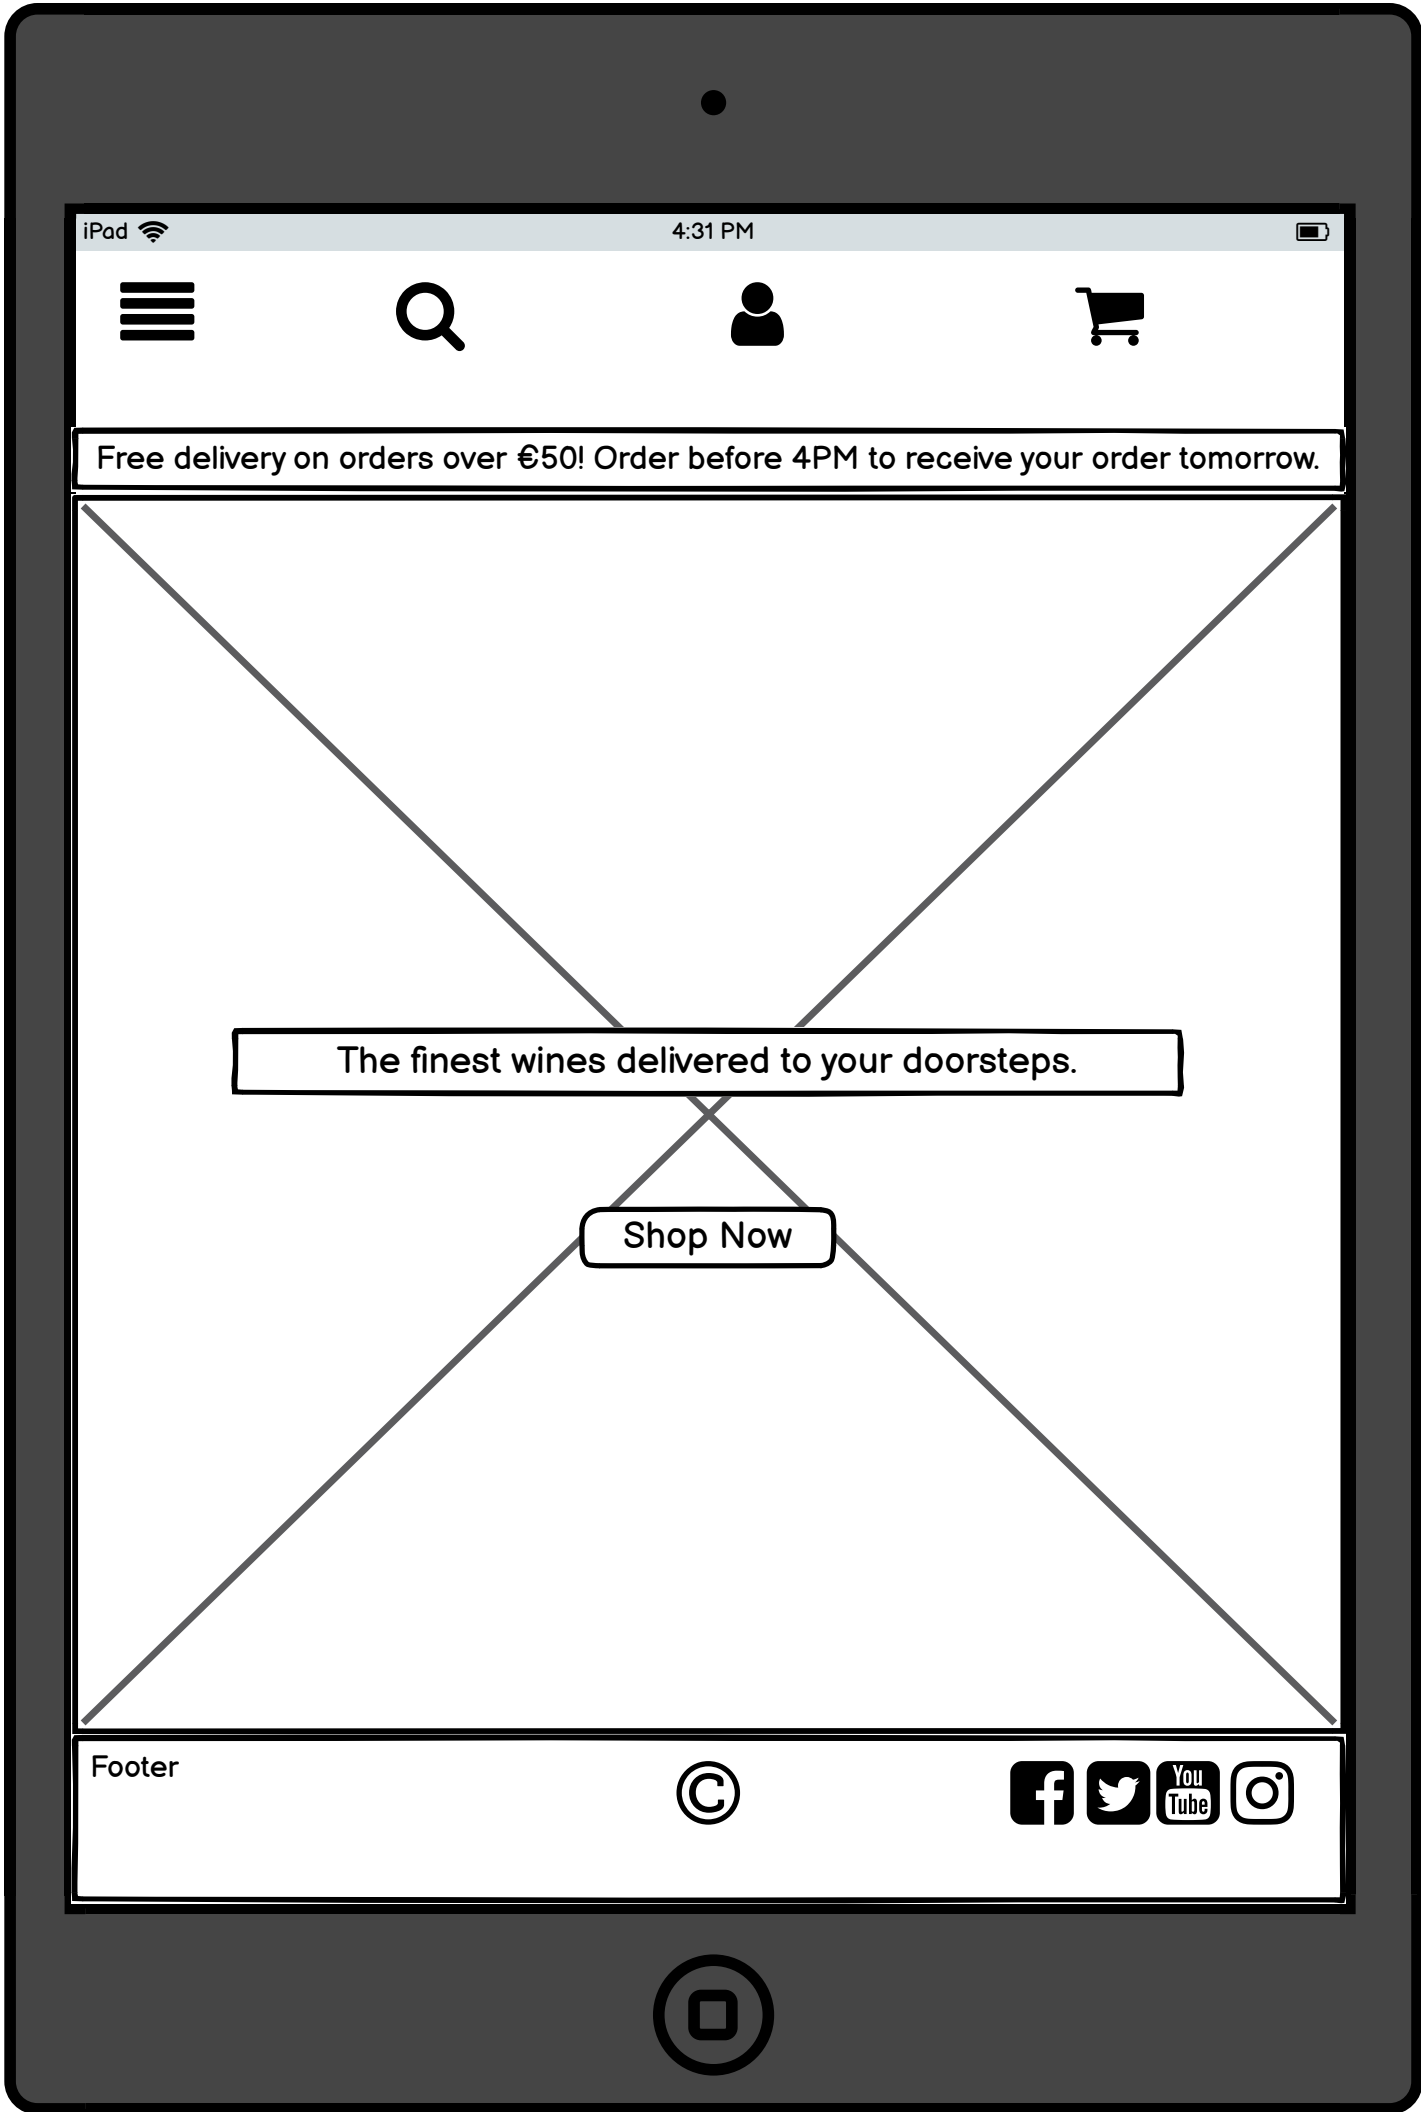 iPad 4:31 PM
Free delivery on orders over €50! Order before 4PM to receive your order tomorrow.
The finest wines delivered to your doorsteps.
Shop Now
Footer
©
You
Tube